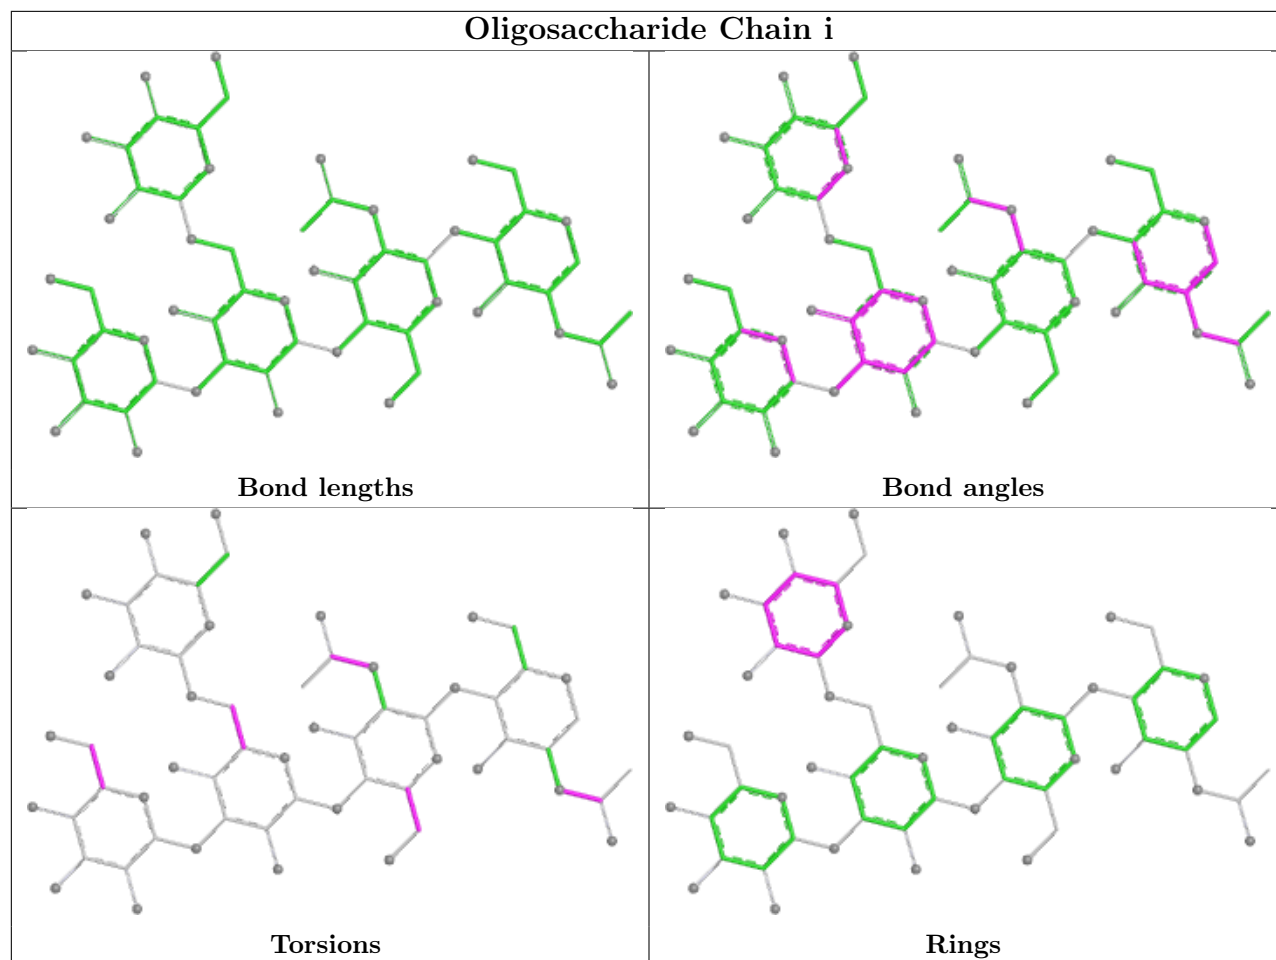 Oligosaccharide Chain i
Bond lengths
Bond angles
Torsions
Rings